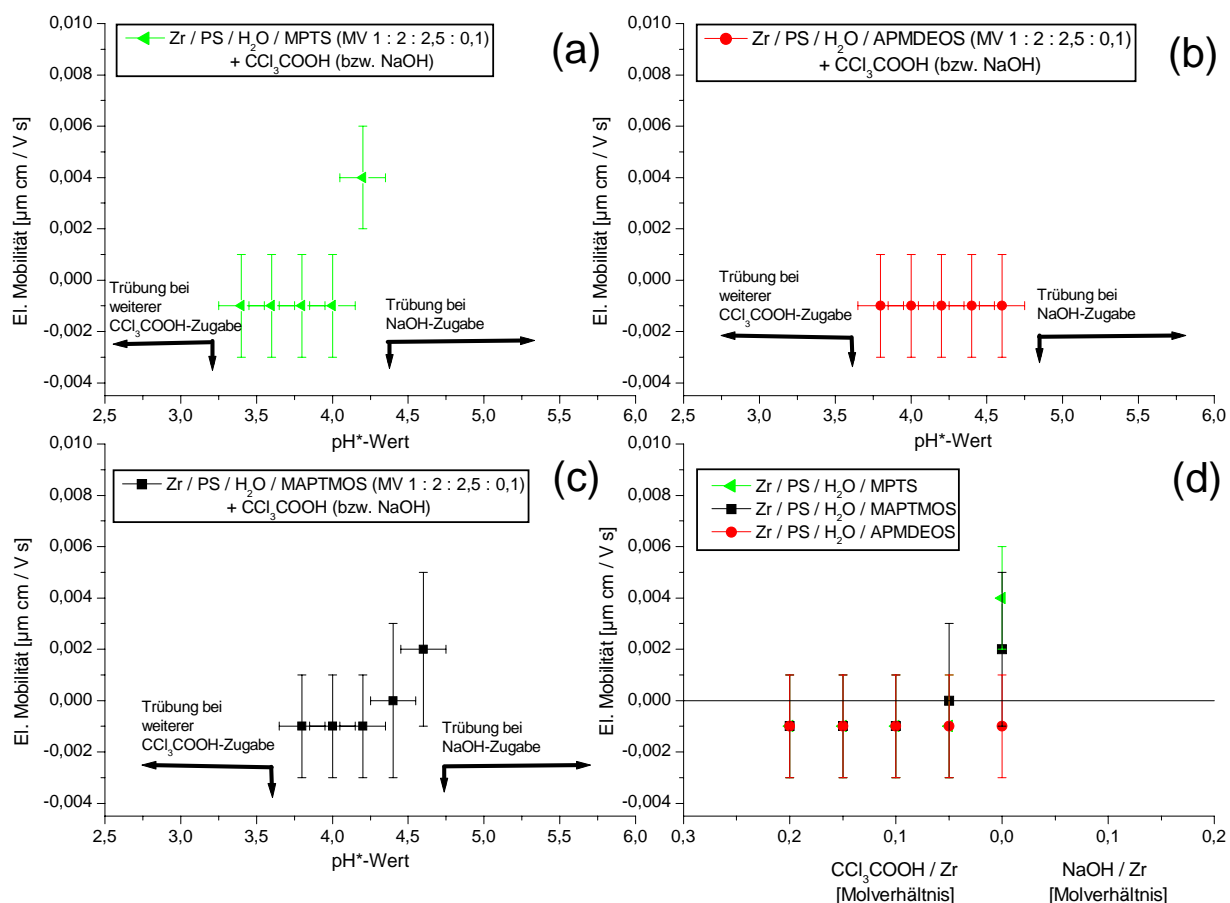 0,010
0,008
0,006
0,004
0,002
0,000
-0,002
-0,004
El. Mobilität [µm cm / V s]
Zr / PS / H₂O / MPTS (MV 1 : 2 : 2,5 : 0,1)
+ CCl₃COOH (bzw. NaOH)
(a)
Trübung bei
weiterer
CCl₃COOH-Zugabe
Trübung bei
NaOH-Zugabe
2,5 3,0 3,5 4,0 4,5 5,0 5,5 6,0
pH*-Wert
0,010
0,008
0,006
0,004
0,002
0,000
-0,002
-0,004
El. Mobilität [µm cm / V s]
Zr / PS / H₂O / APMDEOS (MV 1 : 2 : 2,5 : 0,1)
+ CCl₃COOH (bzw. NaOH)
(b)
Trübung bei
weiterer
CCl₃COOH-Zugabe
Trübung bei
NaOH-Zugabe
2,5 3,0 3,5 4,0 4,5 5,0 5,5 6,0
pH*-Wert
0,010
0,008
0,006
0,004
0,002
0,000
-0,002
-0,004
El. Mobilität [µm cm / V s]
Zr / PS / H₂O / MAPTMOS (MV 1 : 2 : 2,5 : 0,1)
+ CCl₃COOH (bzw. NaOH)
(c)
Trübung bei
weiterer
CCl₃COOH-Zugabe
Trübung bei
NaOH-Zugabe
2,5 3,0 3,5 4,0 4,5 5,0 5,5 6,0
pH*-Wert
0,010
0,008
0,006
0,004
0,002
0,000
-0,002
-0,004
El. Mobilität [µm cm / V s]
Zr / PS / H₂O / MPTS
Zr / PS / H₂O / MAPTMOS
Zr / PS / H₂O / APMDEOS
(d)
0,3 0,2 0,1 0,0 0,1 0,2
CCl₃COOH / Zr
[Molverhältnis]
NaOH / Zr
[Molverhältnis]